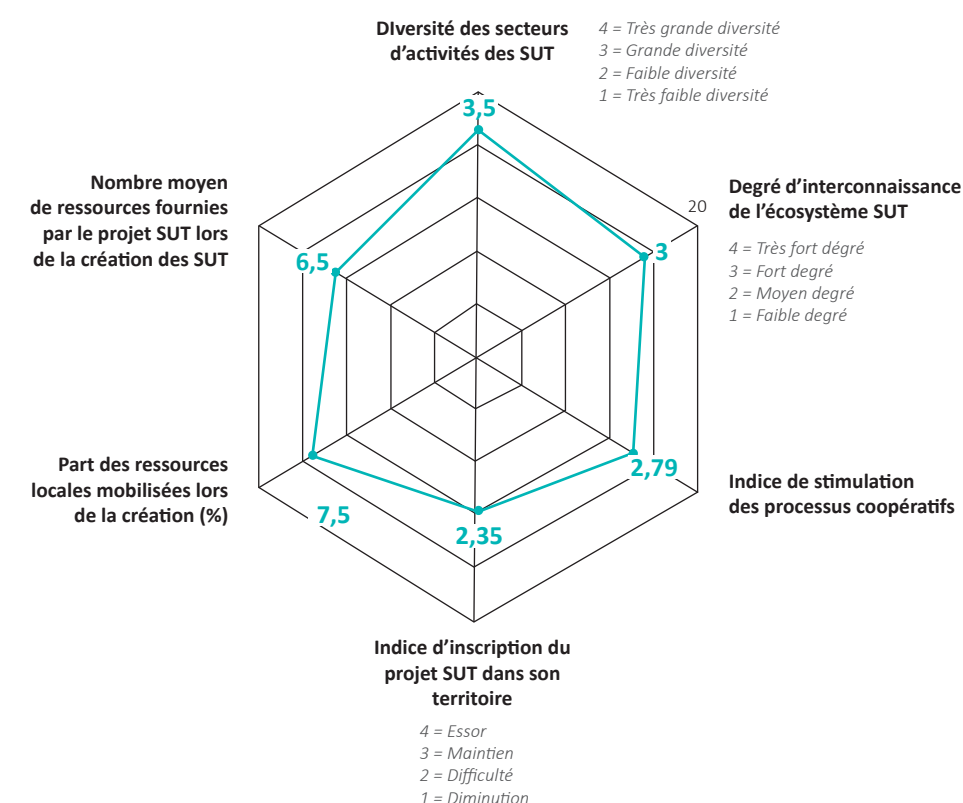 DIversité des secteurs
d’activités des SUT
4 = Très grande diversité
3 = Grande diversité
2 = Faible diversité
1 = Très faible diversité
3,5
Nombre moyen
de ressources fournies
par le projet SUT lors
de la création des SUT
6,5
20
Degré d’interconnaissance
de l’écosystème SUT
3
4 = Très fort dégré
3 = Fort degré
2 = Moyen degré
1 = Faible degré
Part des ressources
locales mobilisées lors
de la création (%)
7,5
2,79
Indice de stimulation
des processus coopératifs
2,35
Indice d’inscription du
projet SUT dans son
territoire
4 = Essor
3 = Maintien
2 = Difficulté
1 = Diminution